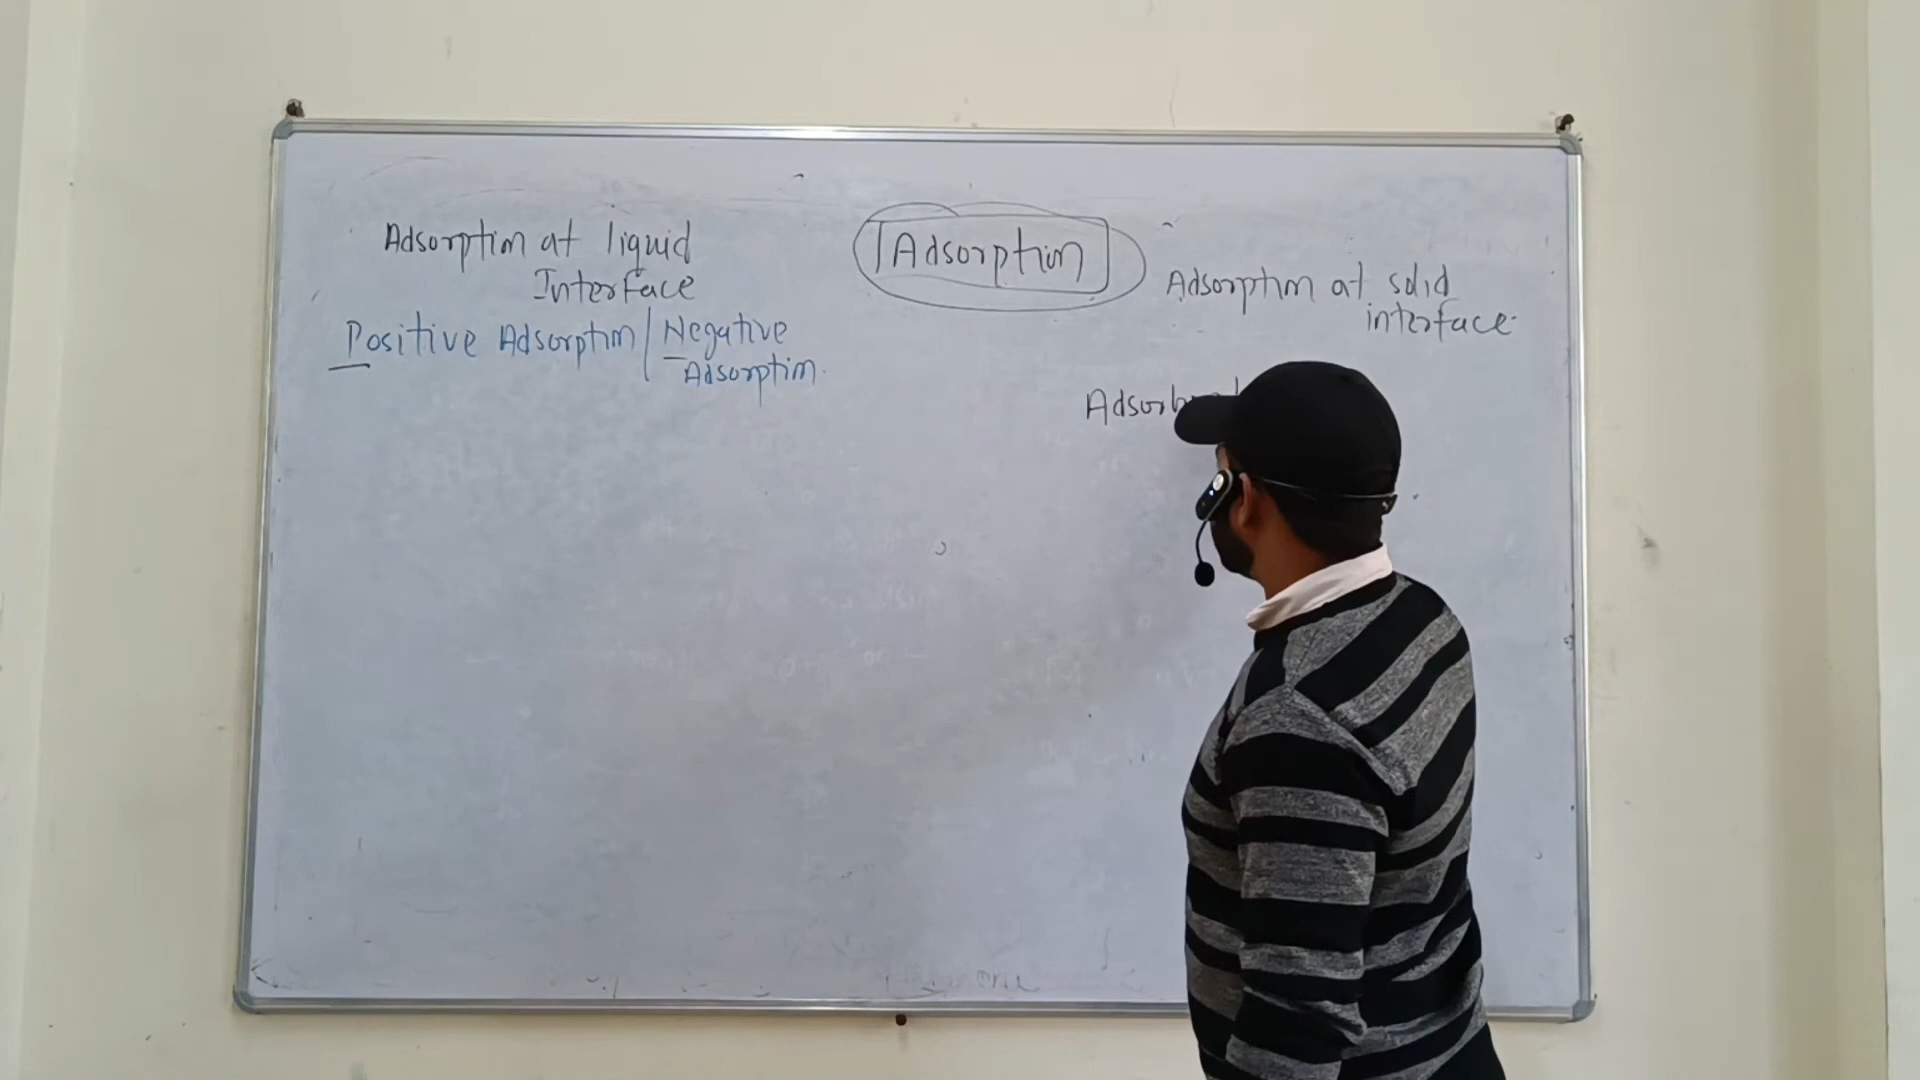 Adsorption
Adsorption at liquid
Interface
Positive Adsorption / Negative
Adsorption.
Adsorption at solid
interface.